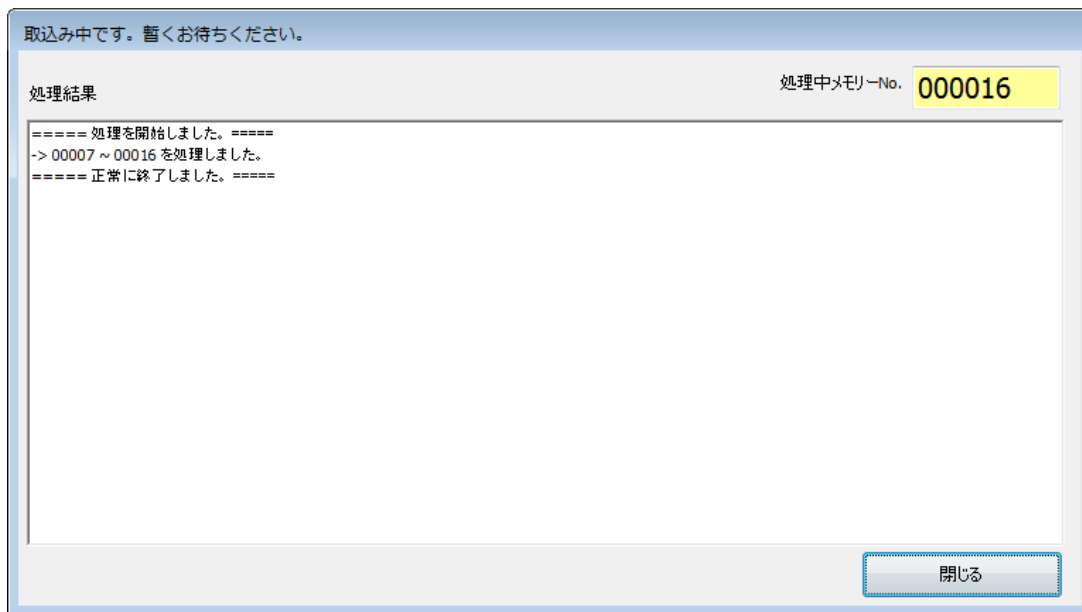 取込み中です。暫くお待ちください。
処理結果
処理中メモリーNo. 000016
===== 処理を開始しました。=====
-> 00007 ~ 00016 を処理しました。
===== 正常に終了しました。=====
閉じる